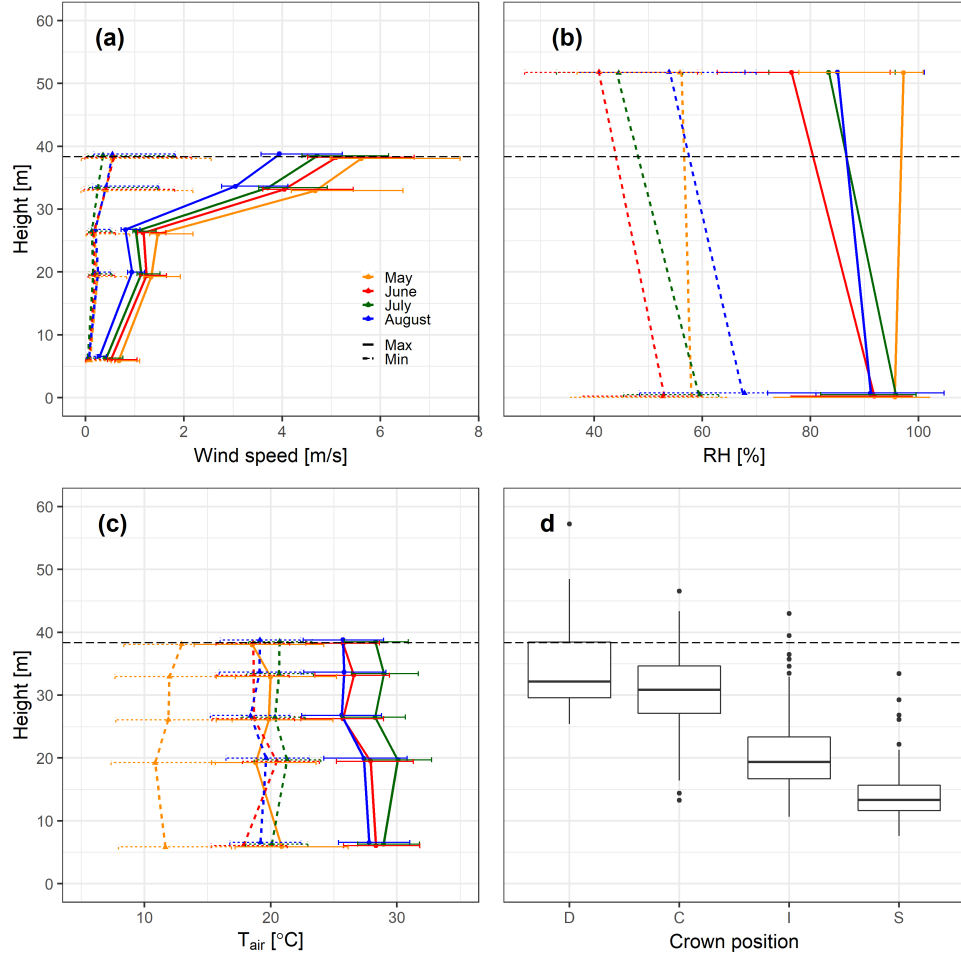 (a)
60
50
40
30
20
10
0
Height [m]
May
June
July
August
Max
Min
0 2 4 6 8
Wind speed [m/s]
(b)
40 60 80 100
RH [%]
(c)
60
50
40
30
20
10
0
Height [m]
10 20 30
Tair [°C]
d
D C I S
Crown position